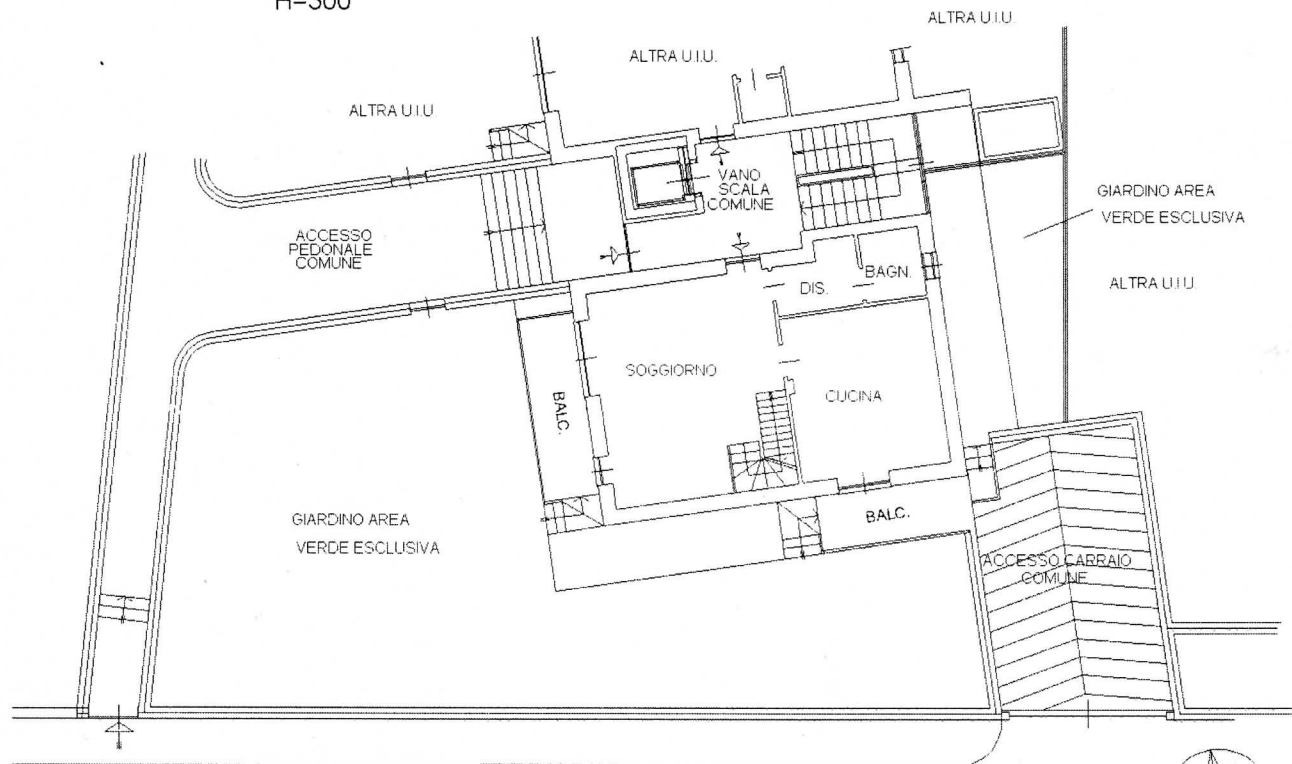 H=300
ALTRA U.I.U.
ALTRA U.I.U.
ALTRA U.I.U
VANO
SCALA
COMUNE
GIARDINO AREA
VERDE ESCLUSIVA
ACCESSO
PEDONALE
COMUNE
BAGN.
DIS.
ALTRA U.I.U.
SOGGIORNO
CUCINA
BALC.
GIARDINO AREA
VERDE ESCLUSIVA
BALC.
ACCESSO CARRAIO
COMUNE